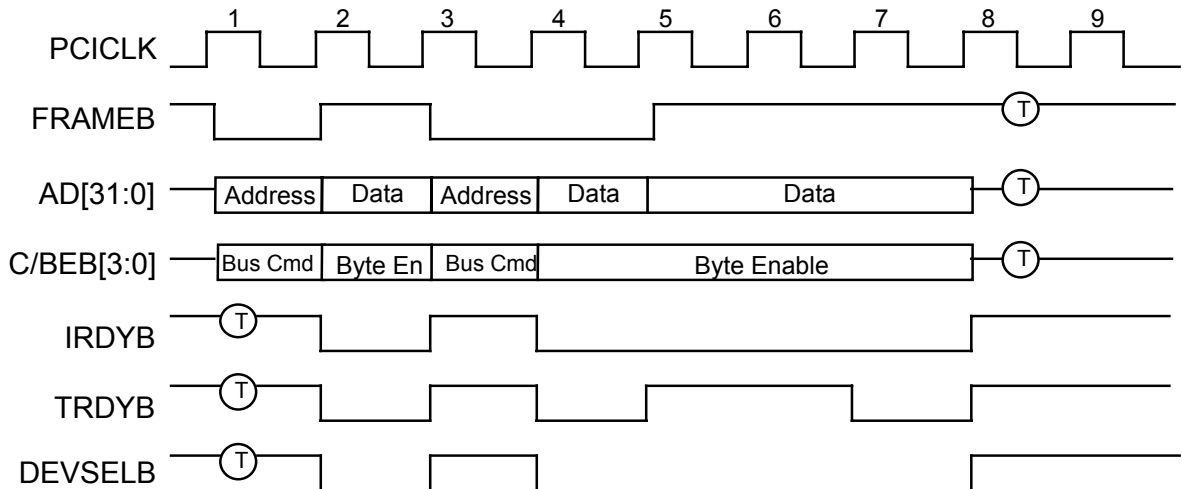 1 2 3 4 5 6 7 8 9
PCICLK
FRAMEB T
AD[31:0] Address Data Address Data Data T
C/BEB[3:0] Bus Cmd Byte En Bus Cmd Byte Enable T
IRDYB T
TRDYB T
DEVSELB T